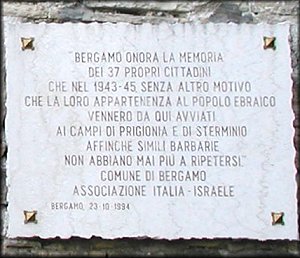 "BERGAMO ONORA LA MEMORIA
DEI 37 PROPRI CITTADINI
CHE NEL 1943-45 SENZA ALTRO MOTIVO
CHE LA LORO APPARTENENZA AL POPOLO EBRAICO
VENNERO DA QUI AVVIATI
AI CAMPI DI PRIGIONIA E DI STERMINIO
AFFINCHE SIMILI BARBARIE
NON ABBIANO MAI PIÙ A RIPETERSI."
COMUNE DI BERGAMO
ASSOCIAZIONE ITALIA-ISRAELE
BERGAMO, 23-10-1994